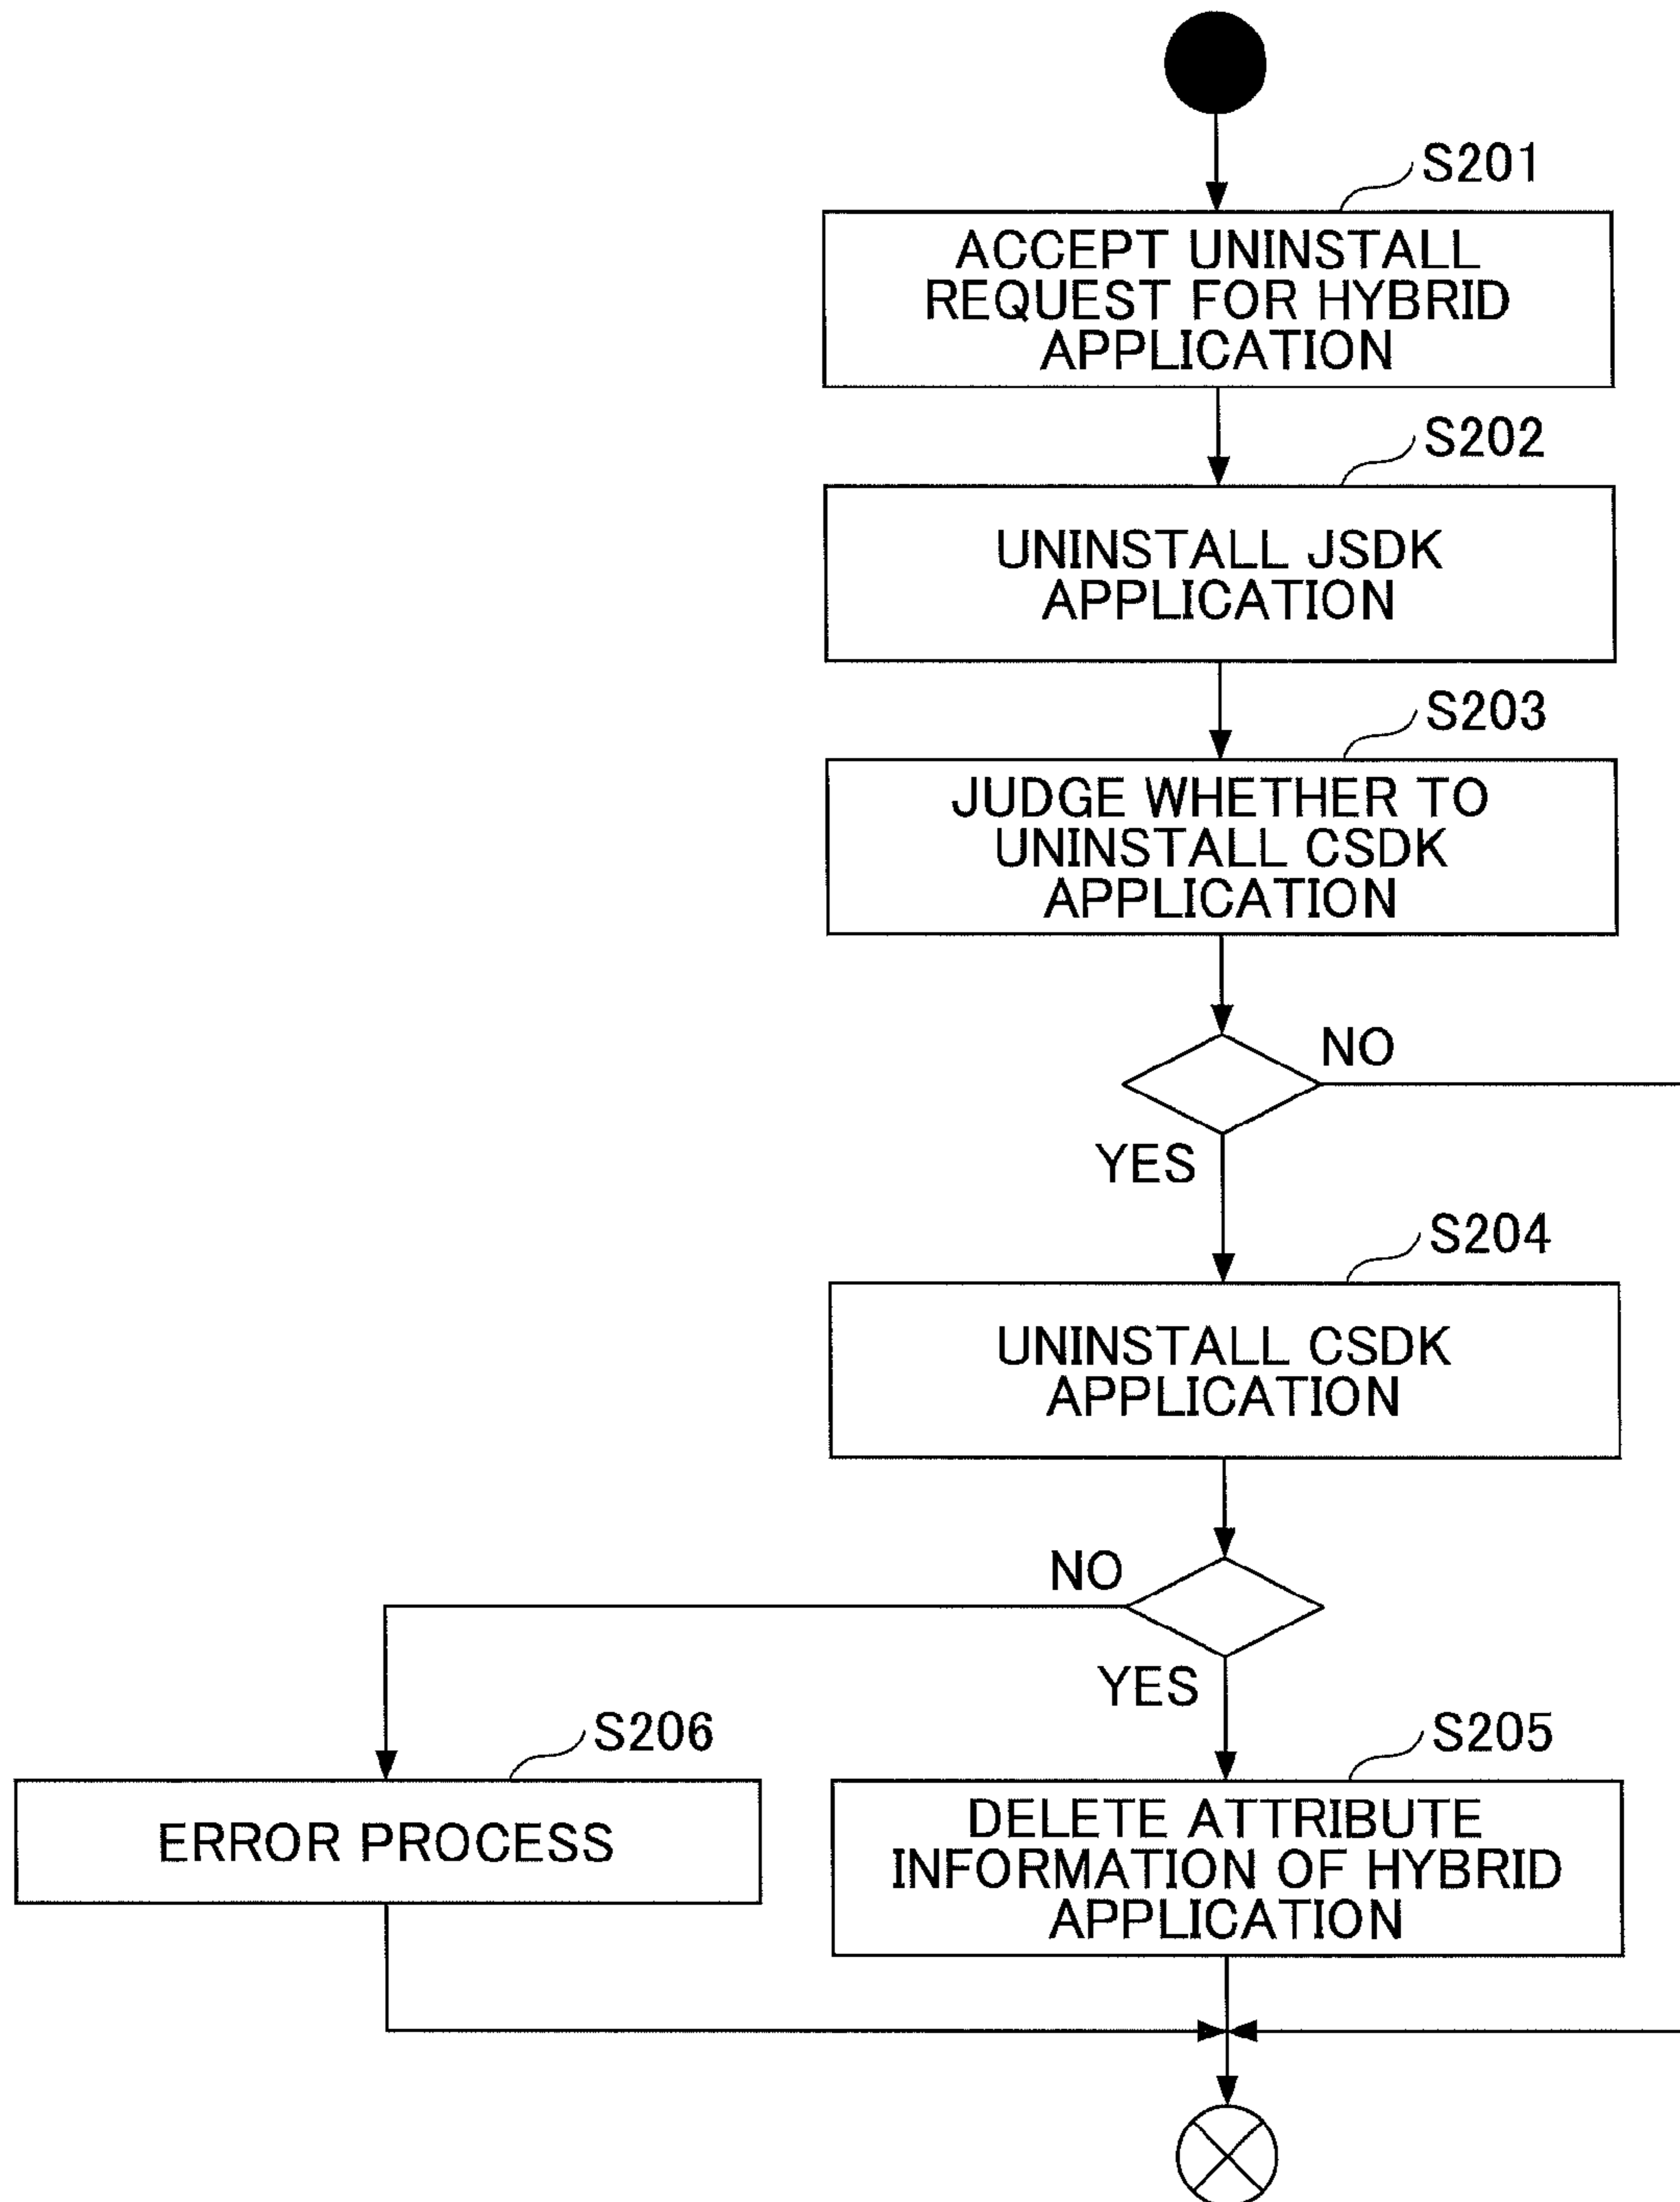 S201
ACCEPT UNINSTALL
REQUEST FOR HYBRID
APPLICATION
S202
UNINSTALL JSDK
APPLICATION
S203
JUDGE WHETHER TO
UNINSTALL CSDK
APPLICATION
NO
YES
S204
UNINSTALL CSDK
APPLICATION
NO
YES
S206
ERROR PROCESS
S205
DELETE ATTRIBUTE
INFORMATION OF HYBRID
APPLICATION